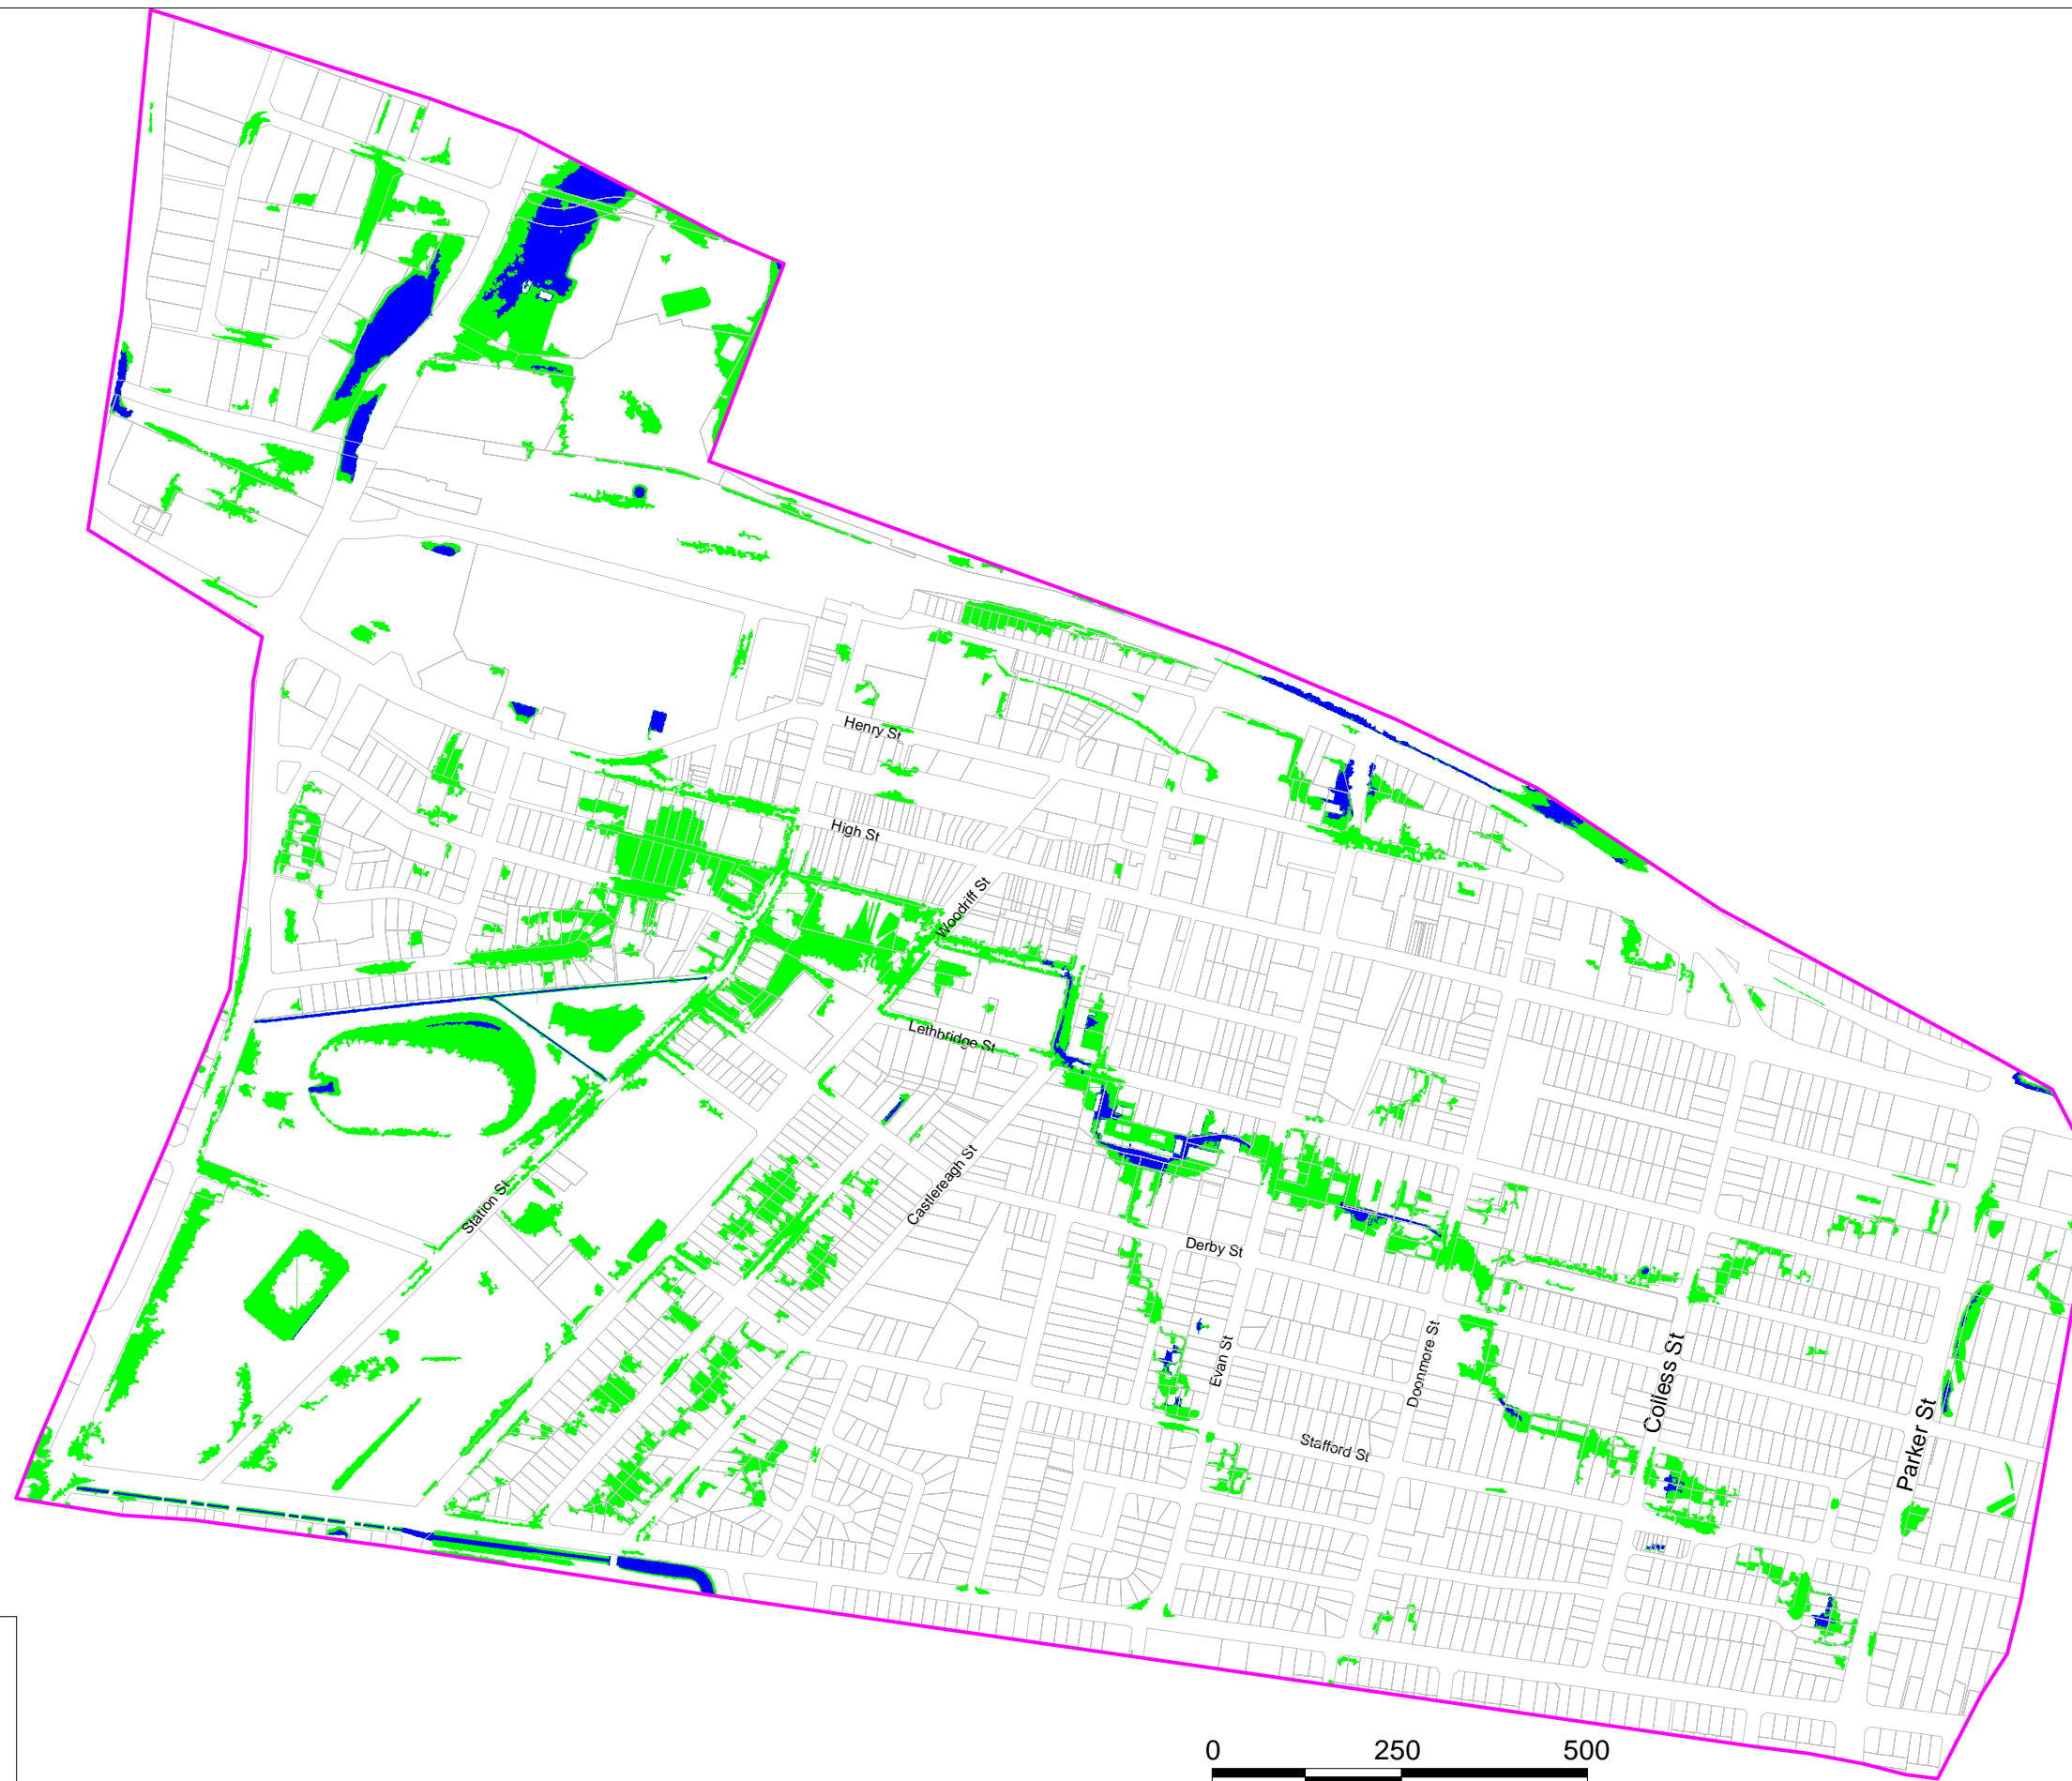 Henry St
High St
Woodriff St
Lethbridge St
Castlereagh St
Station St
Derby St
Evan St
Doonmore St
Colless St
Parker St
Stafford St
0 250 500